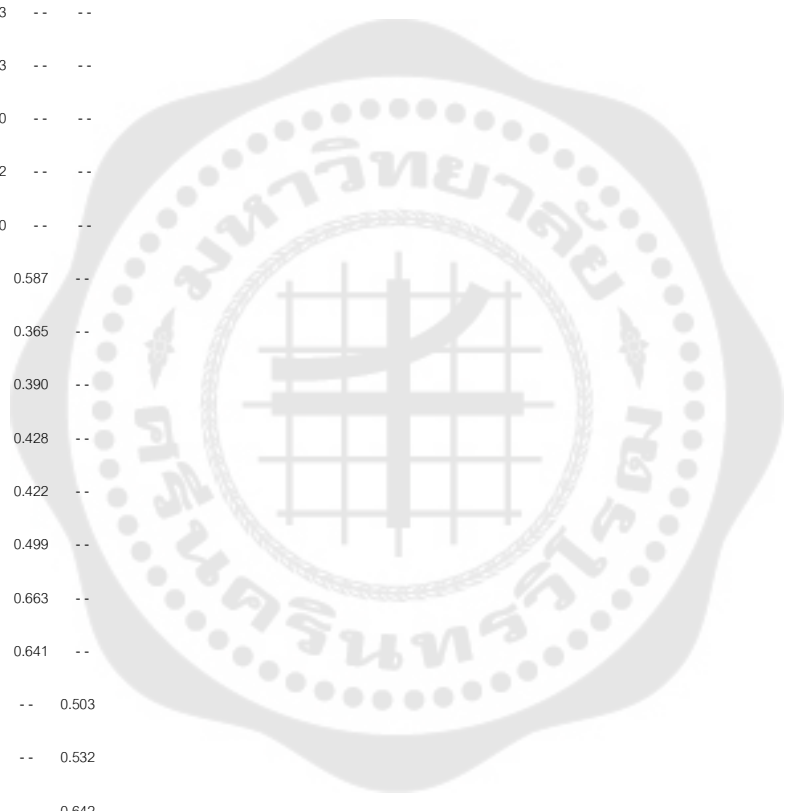 3 -- --
3 -- --
0 -- --
2 -- --
0 -- --
0.587 --
0.365 --
0.390 --
0.428 --
0.422 --
0.499 --
0.663 --
0.641 --
-- 0.503
-- 0.532
0.642
มหาวิทยาลัย
ศรีนครินทรวิโรฒ